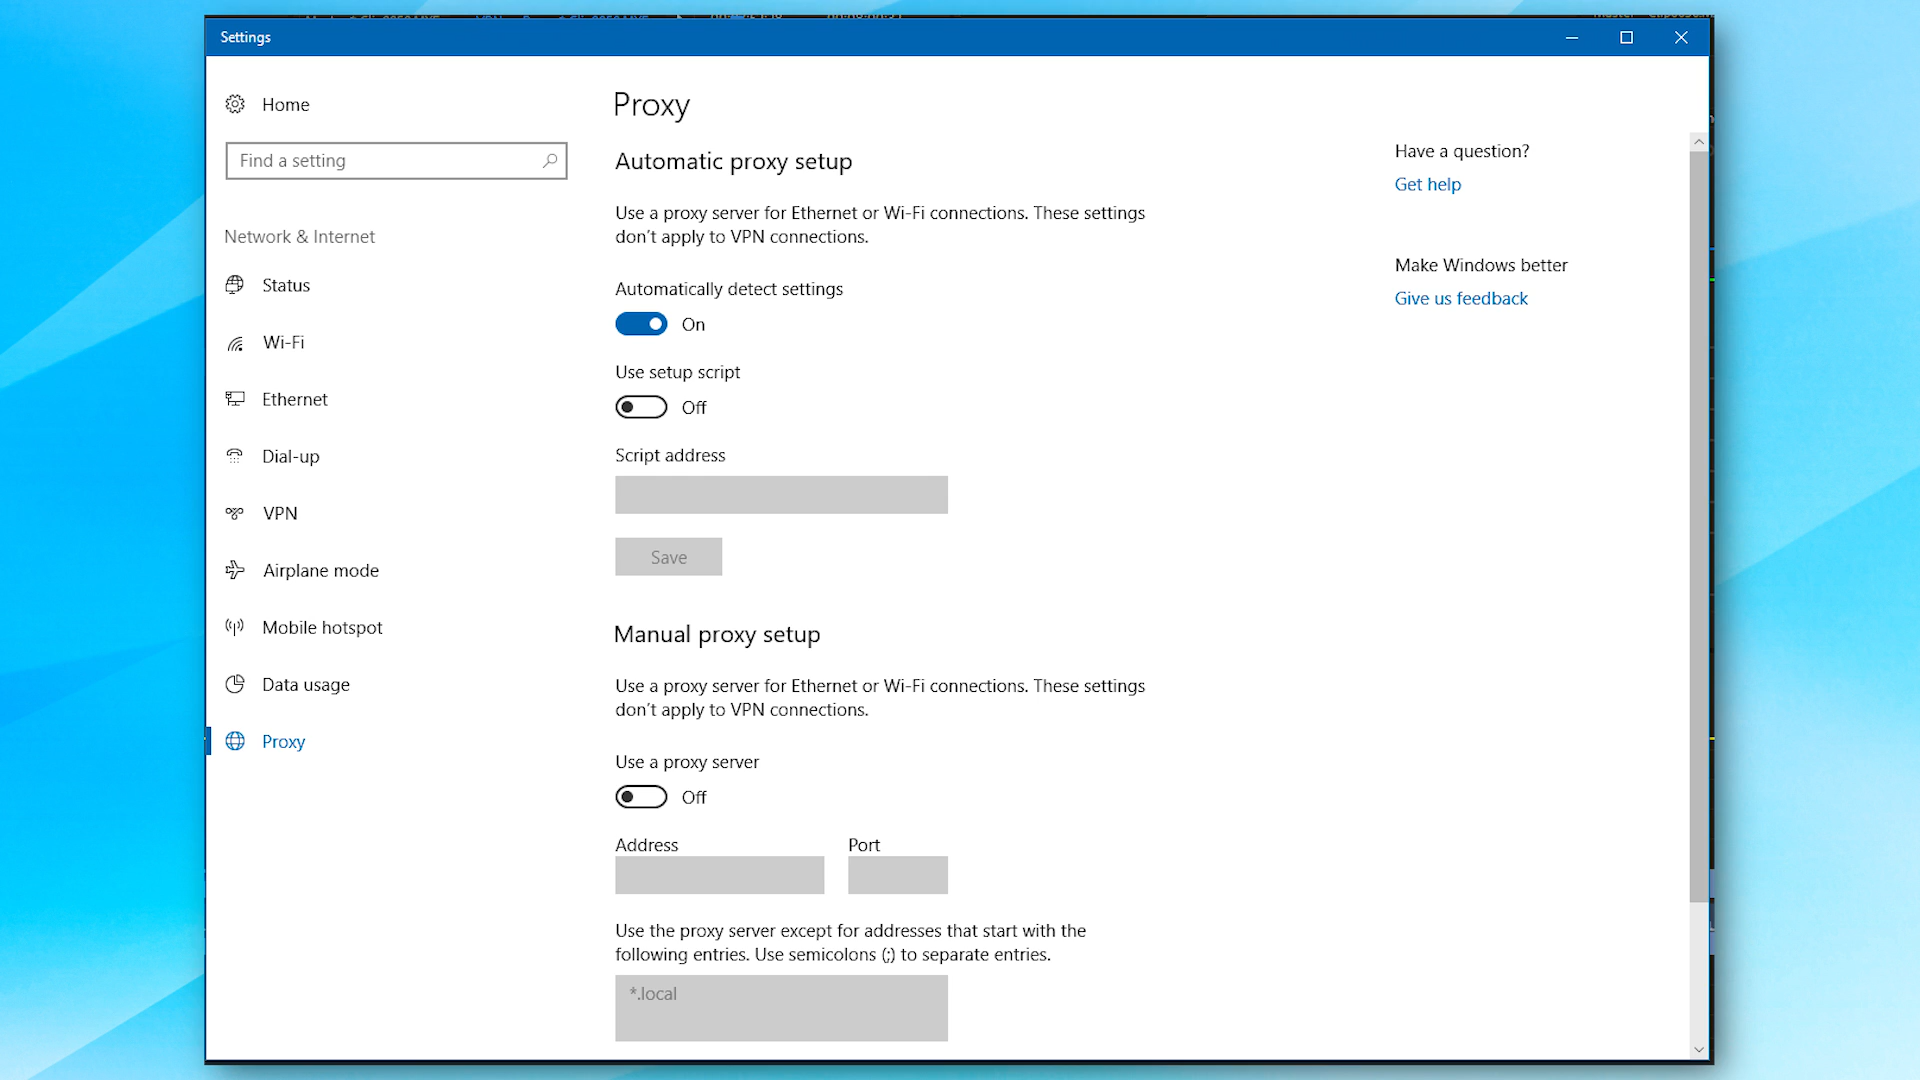 Settings
Home
Find a setting
Network & Internet
Status
Wi-Fi
Ethernet
Dial-up
VPN
Airplane mode
Mobile hotspot
Data usage
Proxy
Proxy
Automatic proxy setup
Use a proxy server for Ethernet or Wi-Fi connections. These settings
don't apply to VPN connections.
Automatically detect settings
On
Use setup script
Off
Script address
Save
Manual proxy setup
Use a proxy server for Ethernet or Wi-Fi connections. These settings
don't apply to VPN connections.
Use a proxy server
Off
Address Port
Use the proxy server except for addresses that start with the
following entries. Use semicolons (;) to separate entries.
*.local
Have a question?
Get help
Make Windows better
Give us feedback